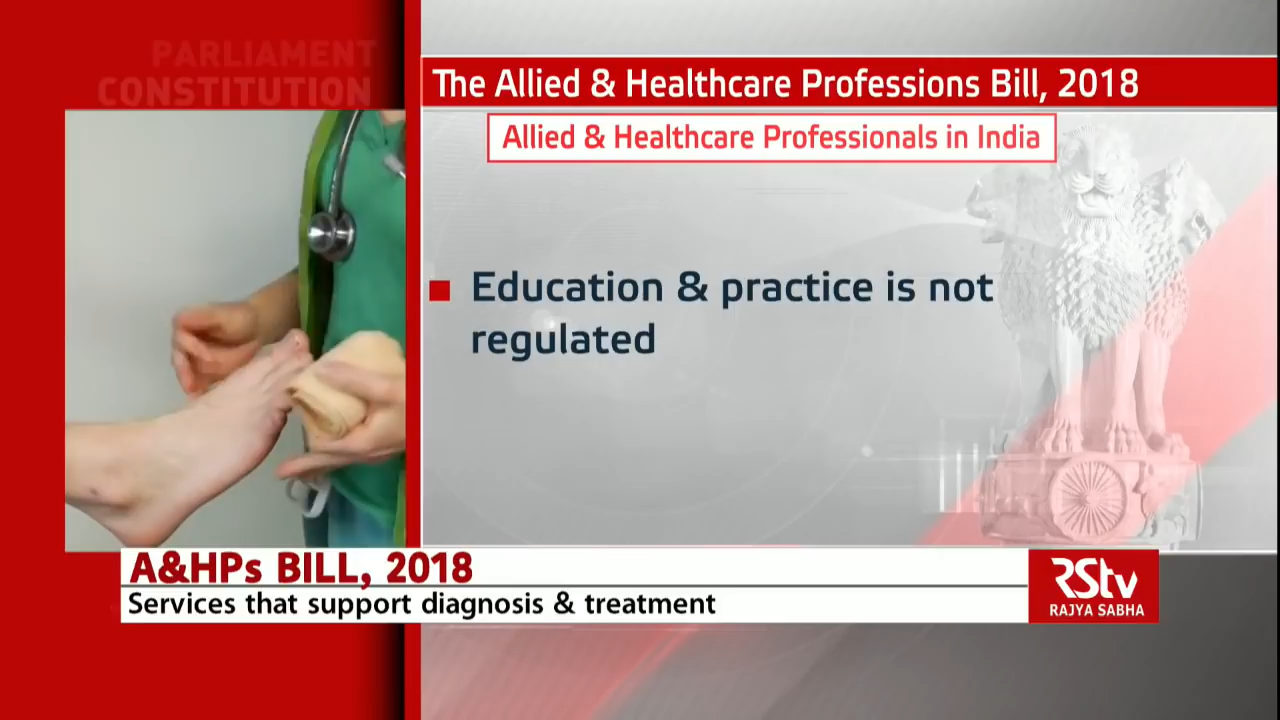 PARLIAMENT
CONSTITUTION
The Allied & Healthcare Professions Bill, 2018
Allied & Healthcare Professionals in India
Education & practice is not
regulated
A&HPs BILL, 2018
Services that support diagnosis & treatment
RStv
RAJYA SABHA